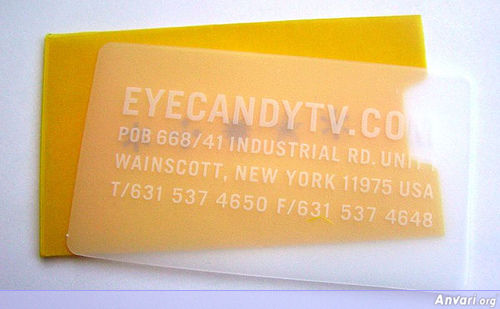 EYECANDYTV.COM
POB 668/41 INDUSTRIAL RD. UNIT
WAINSCOTT, NEW YORK 11975 USA
T/631 537 4650 F/631 537 4648
Anvari.org